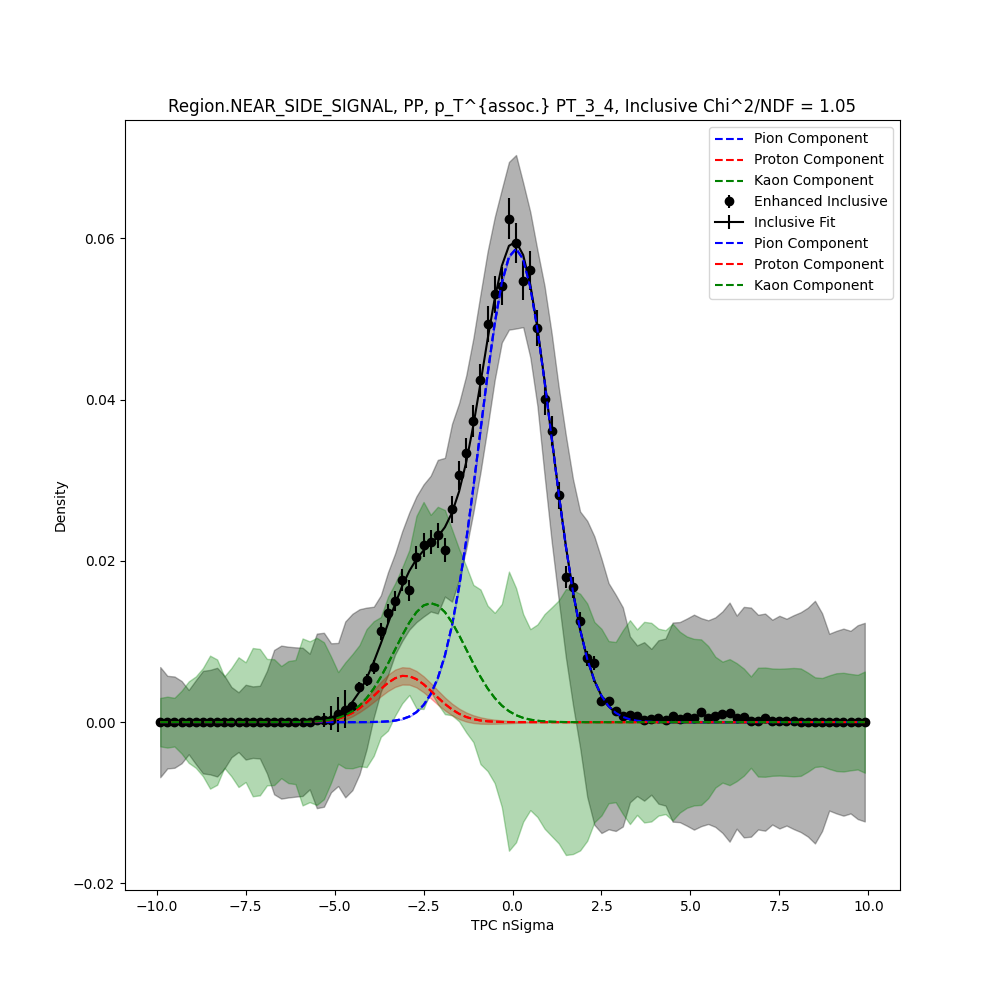 Region.NEAR_SIDE_SIGNAL, PP, p_T^{assoc.} PT_3_4, Inclusive Chi^2/NDF = 1.05
Pion Component
Proton Component
Kaon Component
Enhanced Inclusive
Inclusive Fit
Pion Component
Proton Component
Kaon Component
0.06
0.04
0.02
0.00
−0.02
Density
−10.0 −7.5 −5.0 −2.5 0.0 2.5 5.0 7.5 10.0
TPC nSigma